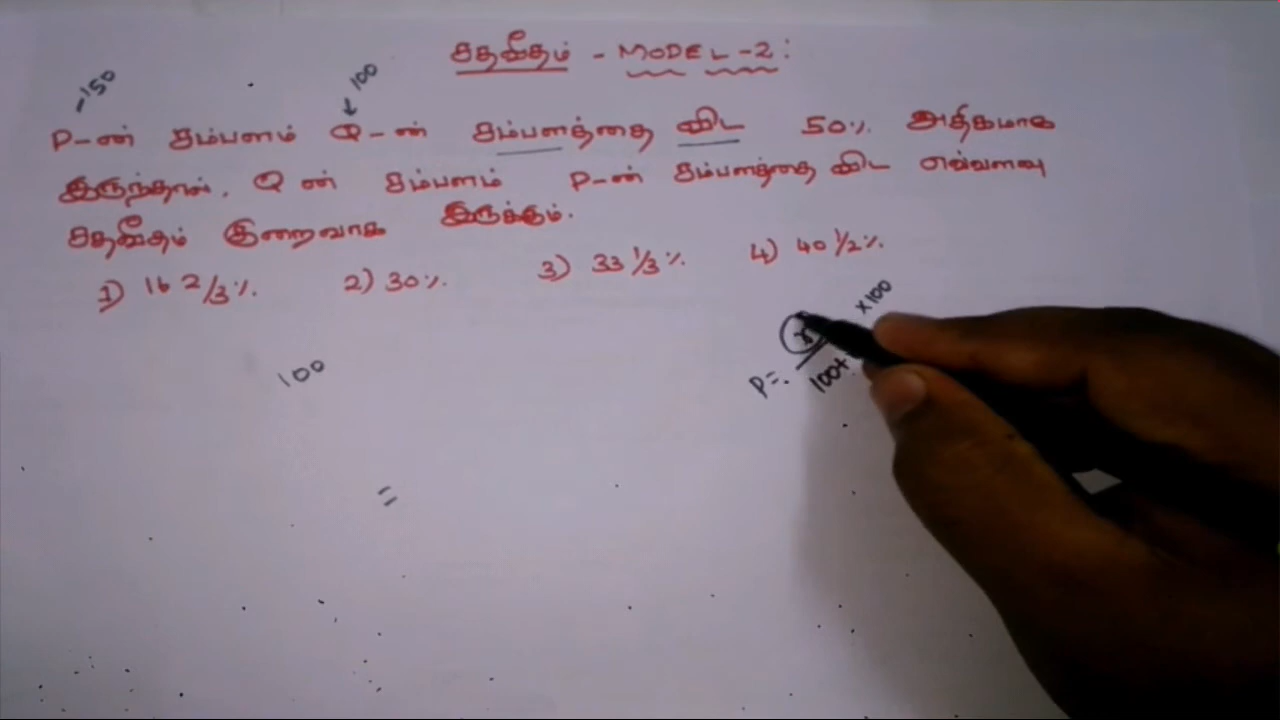 சதவீதம் - MODEL-2:
150
100
P-ன் சம்பளம் Q-ன் சம்பளத்தை விட 50% அதிகமாக
இருந்தால், Q ன் சம்பளம் P-ன் சம்பளத்தை விட எவ்வளவு
சதவீதம் குறைவாக இருக்கும்.
1) 16 2/3% 2) 30% 3) 33 1/3% 4) 40 1/2%
r ×100
P= 100+
100
=